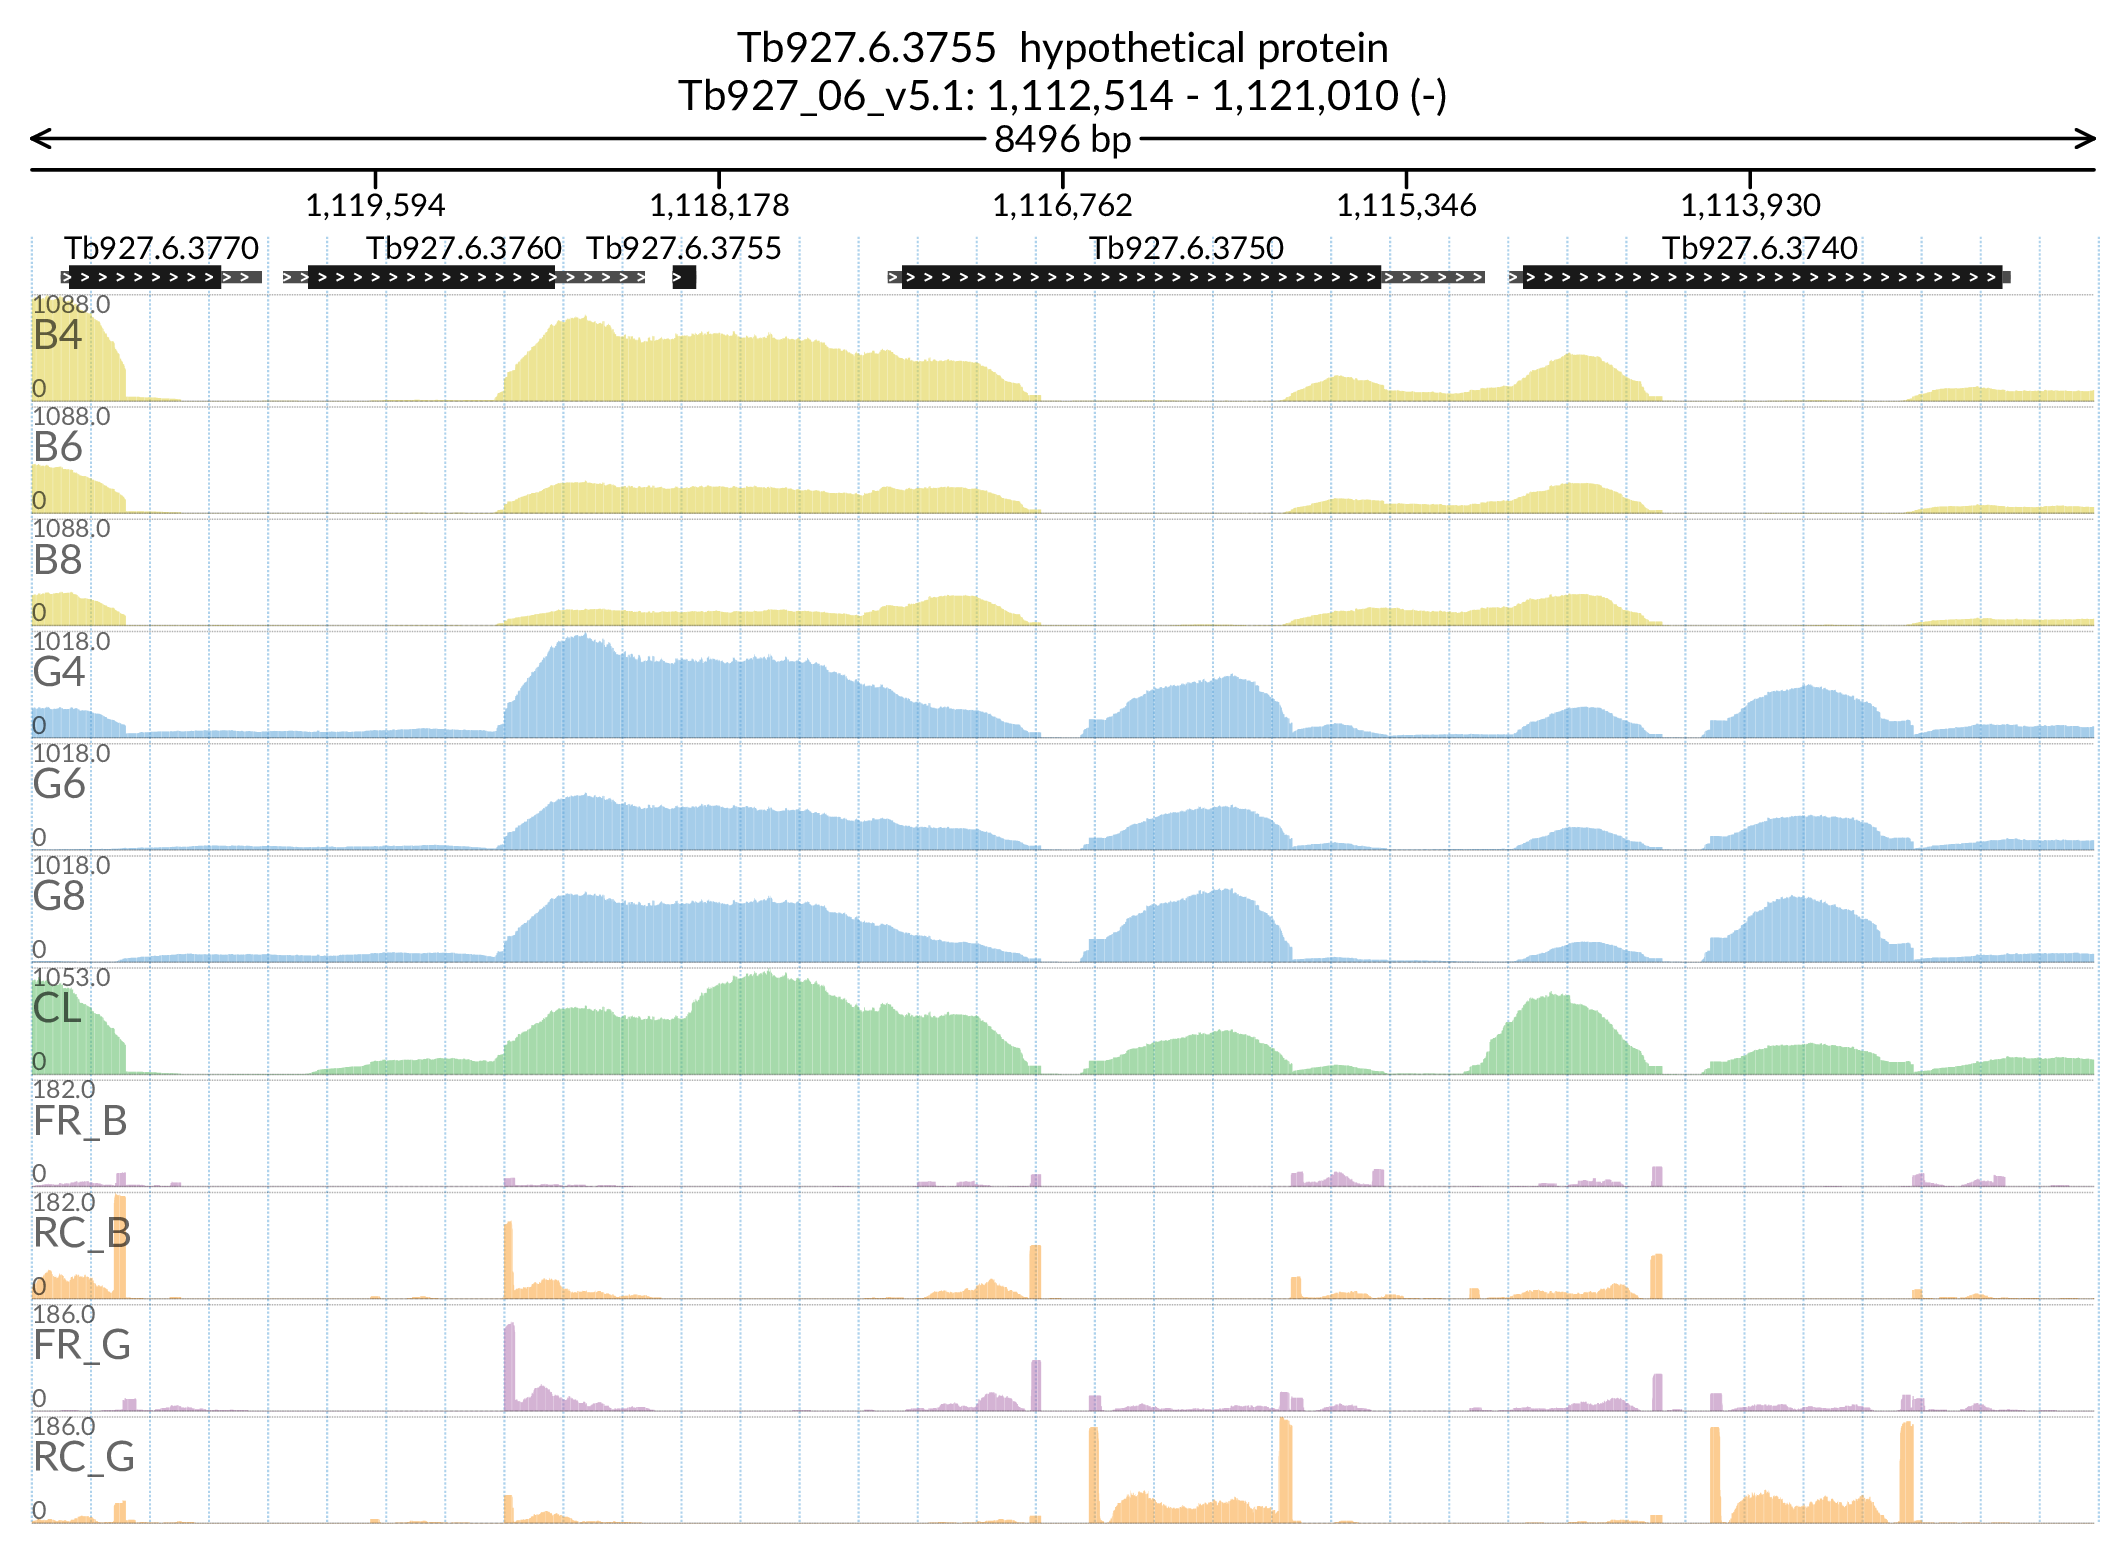 Tb927.6.3755 hypothetical protein
Tb927_06_v5.1: 1,112,514 - 1,121,010 (-)
8496 bp
1,119,594 1,118,178 1,116,762 1,115,346 1,113,930
Tb927.6.3770 Tb927.6.3760 Tb927.6.3755 Tb927.6.3750 Tb927.6.3740
1088.0
B4
0
1088.0
B6
0
1088.0
B8
0
1018.0
G4
0
1018.0
G6
0
1018.0
G8
0
1053.0
CL
0
182.0
FR_B
0
182.0
RC_B
0
186.0
FR_G
0
186.0
RC_G
0